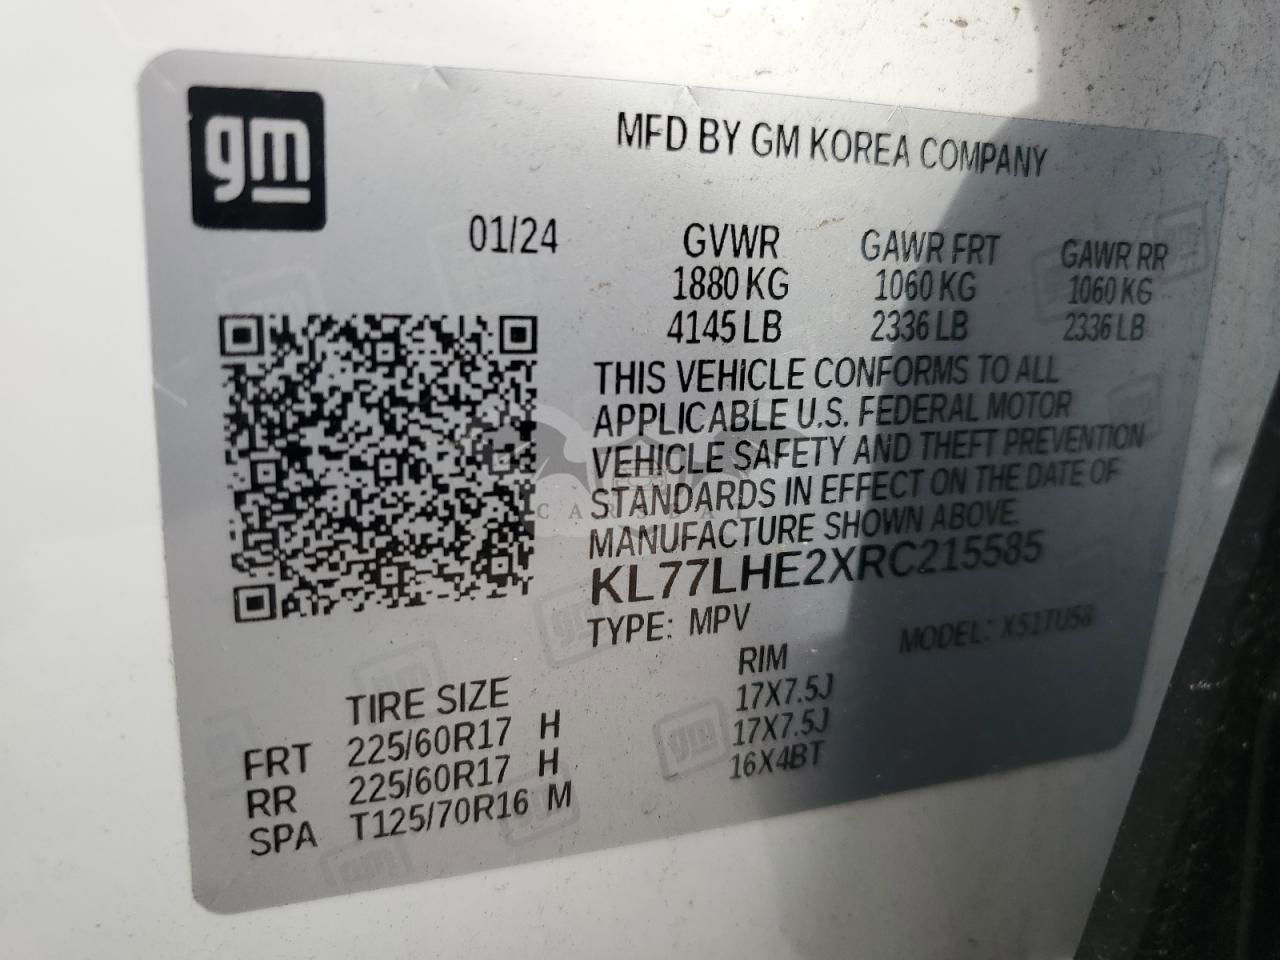 gm
MFD BY GM KOREA COMPANY
01/24 GVWR GAWR FRT GAWR RR
1880 KG 1060 KG 1060 KG
4145 LB 2336 LB 2336 LB
THIS VEHICLE CONFORMS TO ALL
APPLICABLE U.S. FEDERAL MOTOR
VEHICLE SAFETY AND THEFT PREVENTION
STANDARDS IN EFFECT ON THE DATE OF
MANUFACTURE SHOWN ABOVE.
KL77LHE2XRC215585
TYPE: MPV MODEL: X51TU58
TIRE SIZE RIM
FRT 225/60R17 H 17X7.5J
RR 225/60R17 H 17X7.5J
SPA T125/70R16 M 16X4BT
gm